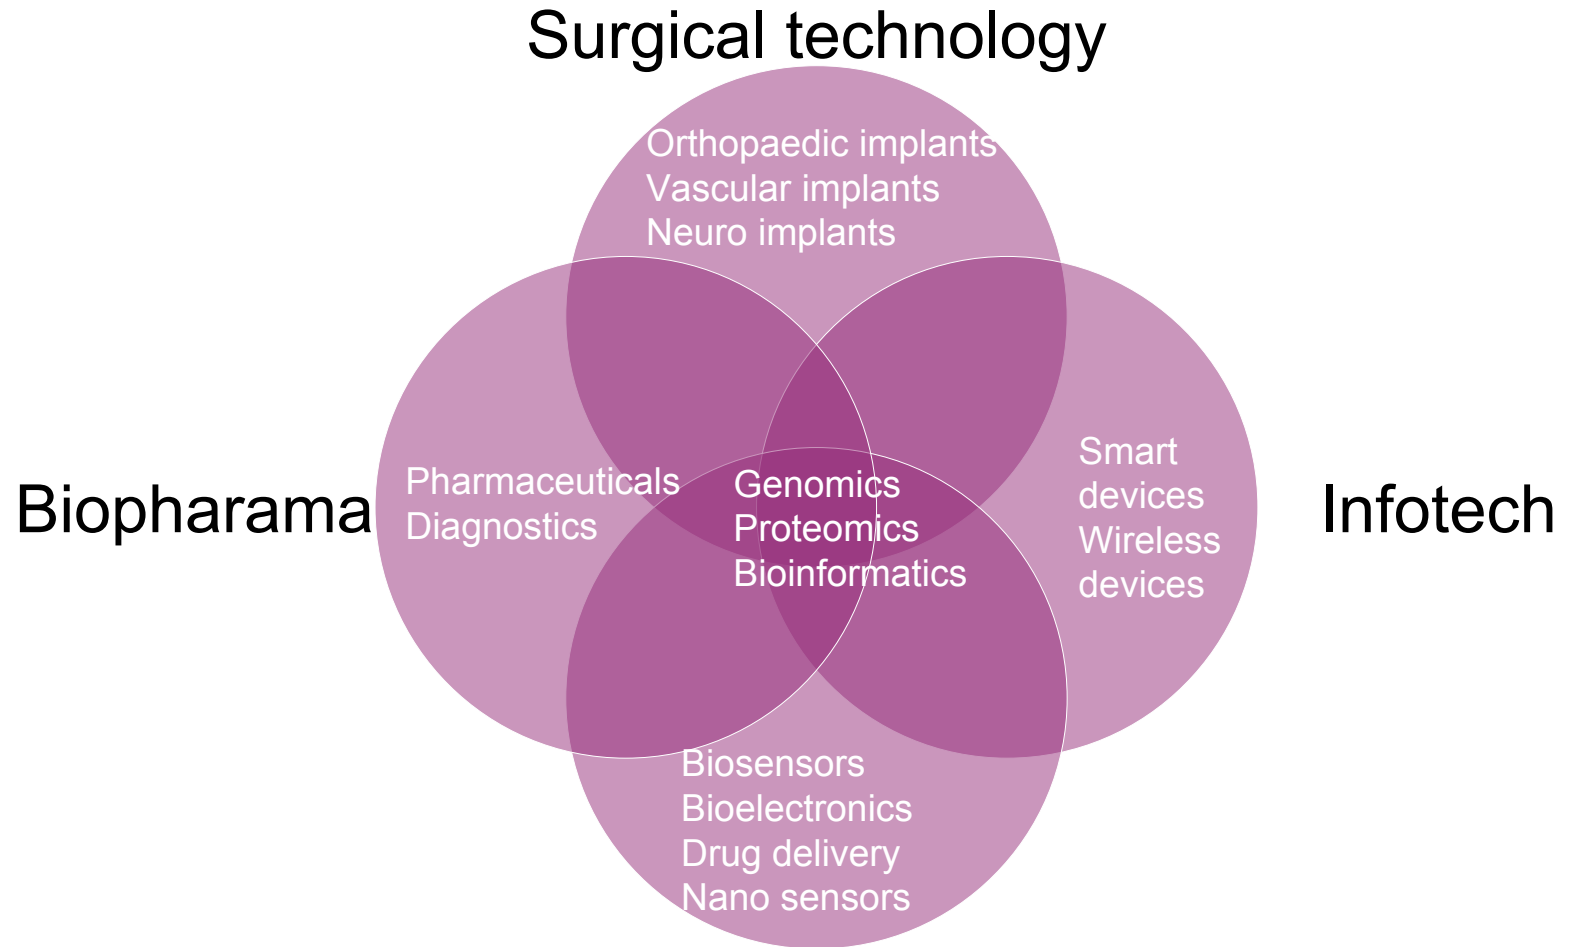 Surgical technology
Orthopaedic implants
Vascular implants
Neuro implants
Biopharama
Pharmaceuticals
Diagnostics
Genomics
Proteomics
Bioinformatics
Smart
devices
Wireless
devices
Infotech
Biosensors
Bioelectronics
Drug delivery
Nano sensors